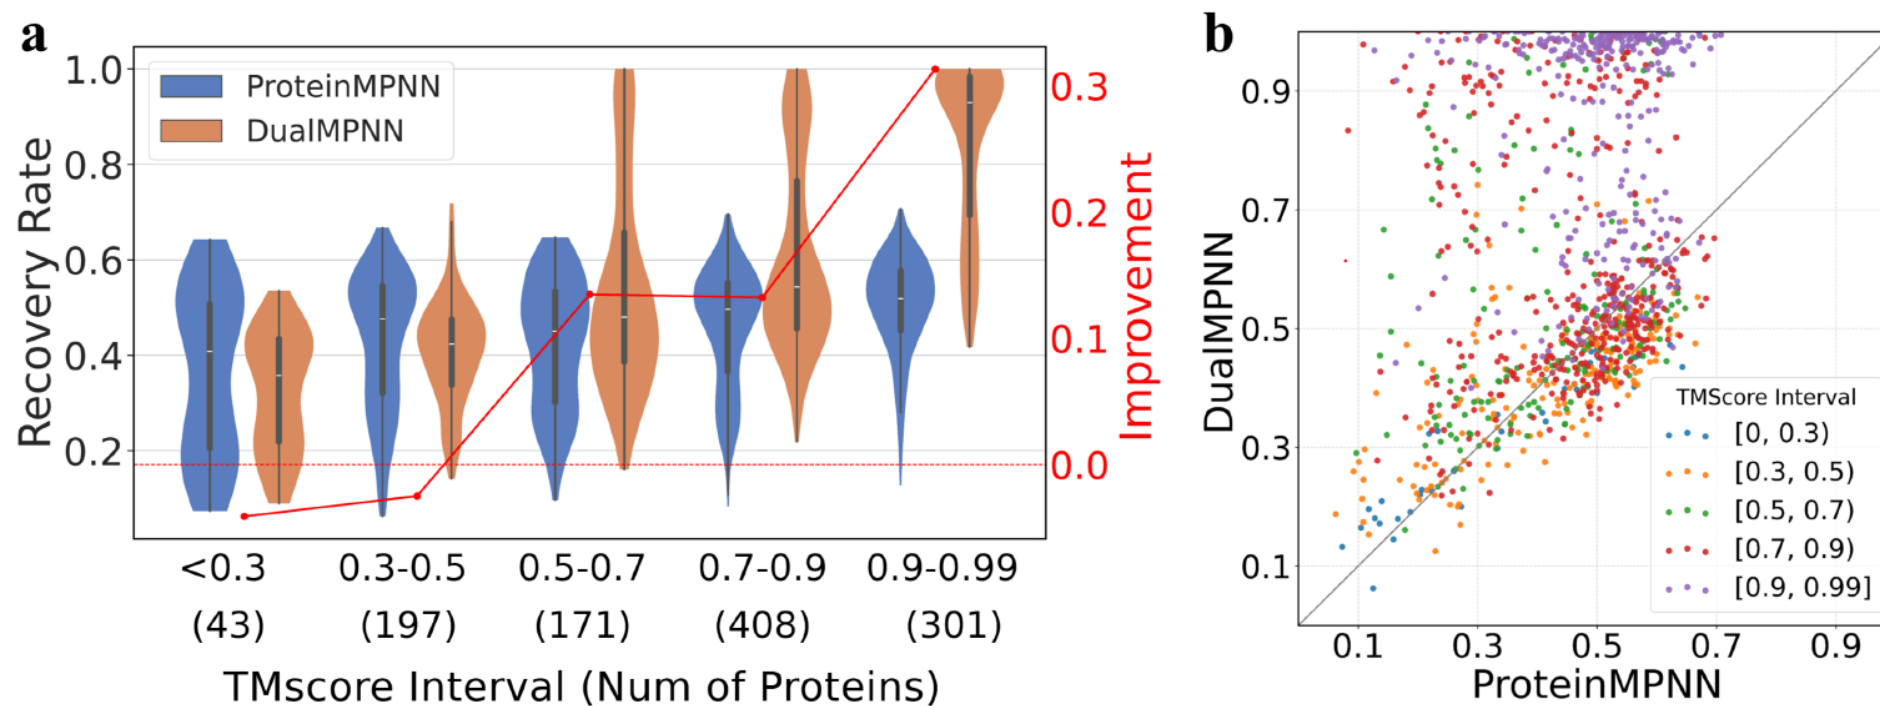 a
ProteinMPNN
DualMPNN
Recovery Rate
1.0
0.8
0.6
0.4
0.2
0.3
0.2
0.1
0.0
Improvement
<0.3 0.3-0.5 0.5-0.7 0.7-0.9 0.9-0.99
(43) (197) (171) (408) (301)
TMscore Interval (Num of Proteins)
b
DualMPNN
0.9
0.7
0.5
0.3
0.1
TMScore Interval
[0, 0.3)
[0.3, 0.5)
[0.5, 0.7)
[0.7, 0.9)
[0.9, 0.99]
0.1 0.3 0.5 0.7 0.9
ProteinMPNN